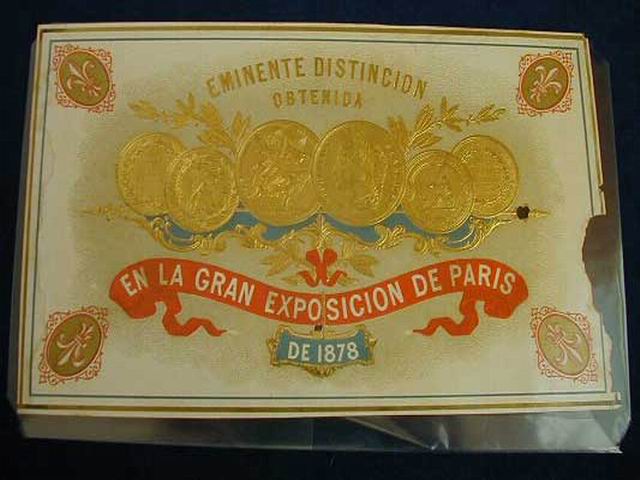 EMINENTE DISTINCION
OBTENIDA
EN LA GRAN EXPOSICION DE PARIS
DE 1878